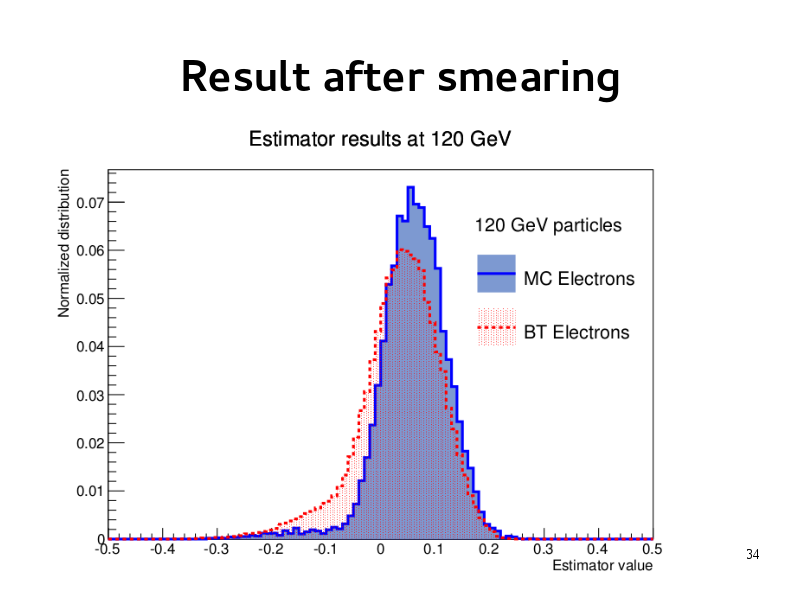 Result after smearing
Estimator results at 120 GeV
Normalized distribution
0.07
0.06
0.05
0.04
0.03
0.02
0.01
0
120 GeV particles
MC Electrons
BT Electrons
-0.5 -0.4 -0.3 -0.2 -0.1 0 0.1 0.2 0.3 0.4 0.5
Estimator value
34